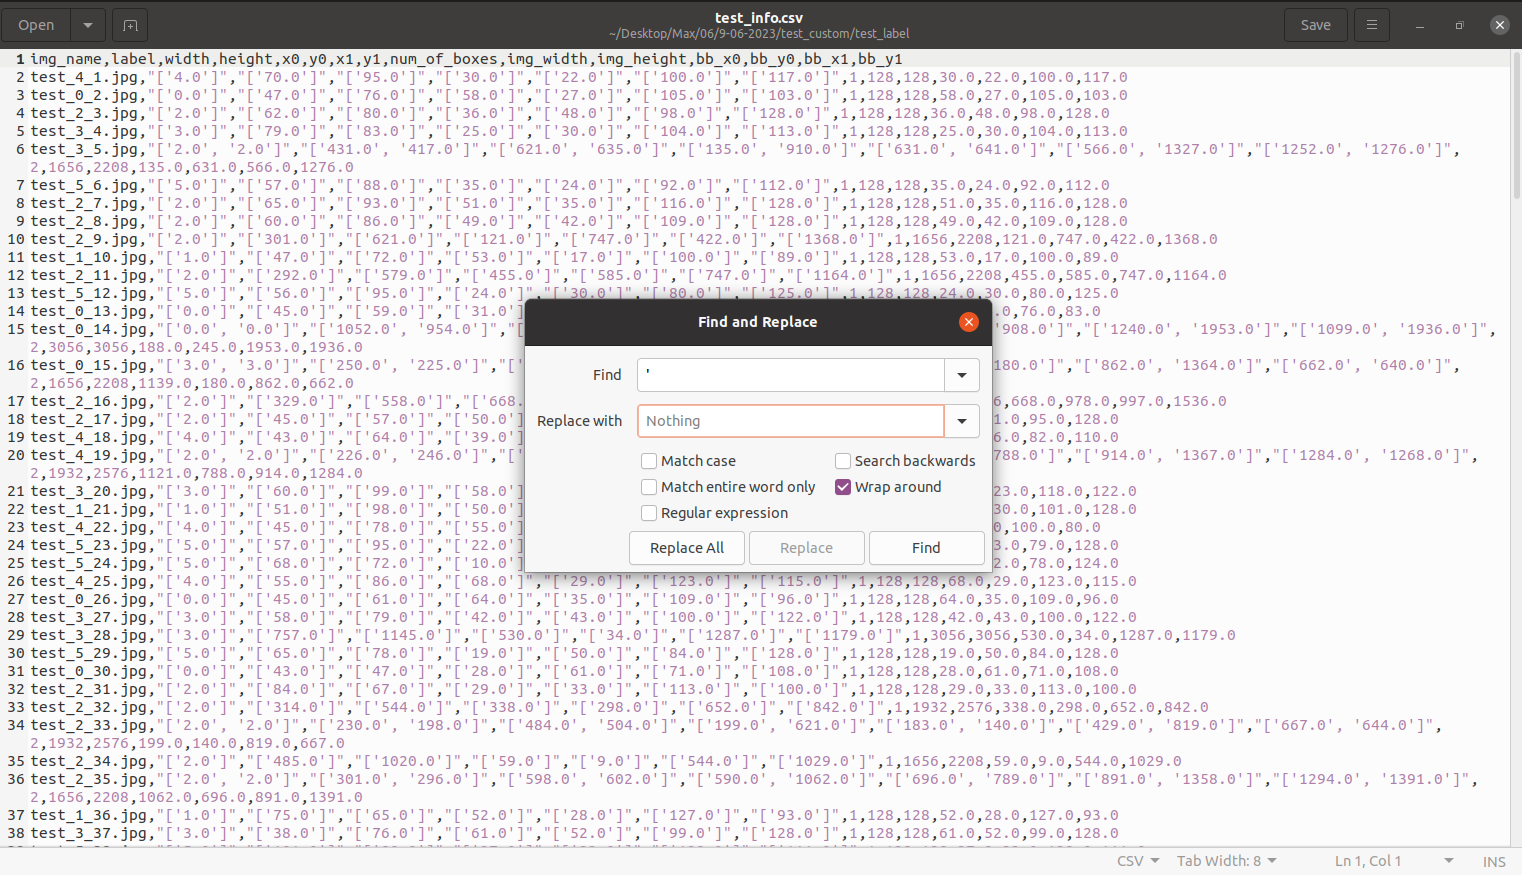 Open
test_info.csv
~/Desktop/Max/06/9-06-2023/test_custom/test_label
Save
1 img_name,label,width,height,x0,y0,x1,y1,num_of_boxes,img_width,img_height,bb_x0,bb_y0,bb_x1,bb_y1
2 test_4_1.jpg,"['4.0']","['70.0']","['95.0']","['30.0']","['22.0']","['100.0']","['117.0']",1,128,128,30.0,22.0,100.0,117.0
3 test_0_2.jpg,"['0.0']","['47.0']","['76.0']","['58.0']","['27.0']","['105.0']","['103.0']",1,128,128,58.0,27.0,105.0,103.0
4 test_2_3.jpg,"['2.0']","['62.0']","['80.0']","['36.0']","['48.0']","['98.0']","['128.0']",1,128,128,36.0,48.0,98.0,128.0
5 test_3_4.jpg,"['3.0']","['79.0']","['83.0']","['25.0']","['30.0']","['104.0']","['113.0']",1,128,128,25.0,30.0,104.0,113.0
6 test_3_5.jpg,"['2.0', '2.0']","['431.0', '417.0']","['621.0', '635.0']","['135.0', '910.0']","['631.0', '641.0']","['566.0', '1327.0']","['1252.0', '1276.0']",
2,1656,2208,135.0,631.0,566.0,1276.0
7 test_5_6.jpg,"['5.0']","['57.0']","['88.0']","['35.0']","['24.0']","['92.0']","['112.0']",1,128,128,35.0,24.0,92.0,112.0
8 test_2_7.jpg,"['2.0']","['65.0']","['93.0']","['51.0']","['35.0']","['116.0']","['128.0']",1,128,128,51.0,35.0,116.0,128.0
9 test_2_8.jpg,"['2.0']","['60.0']","['86.0']","['49.0']","['42.0']","['109.0']","['128.0']",1,128,128,49.0,42.0,109.0,128.0
10 test_2_9.jpg,"['2.0']","['301.0']","['621.0']","['121.0']","['747.0']","['422.0']","['1368.0']",1,1656,2208,121.0,747.0,422.0,1368.0
11 test_1_10.jpg,"['1.0']","['47.0']","['72.0']","['53.0']","['17.0']","['100.0']","['89.0']",1,128,128,53.0,17.0,100.0,89.0
12 test_2_11.jpg,"['2.0']","['292.0']","['579.0']","['455.0']","['585.0']","['747.0']","['1164.0']",1,1656,2208,455.0,585.0,747.0,1164.0
13 test_5_12.jpg,"['5.0']","['56.0']","['95.0']","['24.0']","['30.0']","['80.0']","['125.0']",1,128,128,24.0,30.0,80.0,125.0
14 test_0_13.jpg,"['0.0']","['45.0']","['59.0']","['31.0'] ,76.0,83.0
15 test_0_14.jpg,"['0.0', '0.0']","['1052.0', '954.0']","[ '908.0']","['1240.0', '1953.0']","['1099.0', '1936.0']",
2,3056,3056,188.0,245.0,1953.0,1936.0
16 test_0_15.jpg,"['3.0', '3.0']","['250.0', '225.0']","[' 180.0']","['862.0', '1364.0']","['662.0', '640.0']",
2,1656,2208,1139.0,180.0,862.0,662.0
17 test_2_16.jpg,"['2.0']","['329.0']","['558.0']","['668. ,668.0,978.0,997.0,1536.0
18 test_2_17.jpg,"['2.0']","['45.0']","['57.0']","['50.0'] 1.0,95.0,128.0
19 test_4_18.jpg,"['4.0']","['43.0']","['64.0']","['39.0'] ,82.0,110.0
20 test_4_19.jpg,"['2.0', '2.0']","['226.0', '246.0']","[' 788.0']","['914.0', '1367.0']","['1284.0', '1268.0']",
2,1932,2576,1121.0,788.0,914.0,1284.0
21 test_3_20.jpg,"['3.0']","['60.0']","['99.0']","['58.0'] 23.0,118.0,122.0
22 test_1_21.jpg,"['1.0']","['51.0']","['98.0']","['50.0'] 30.0,101.0,128.0
23 test_4_22.jpg,"['4.0']","['45.0']","['78.0']","['55.0'] ,100.0,80.0
24 test_5_23.jpg,"['5.0']","['57.0']","['95.0']","['22.0'] 3.0,79.0,128.0
25 test_5_24.jpg,"['5.0']","['68.0']","['72.0']","['10.0'] 2.0,78.0,124.0
26 test_4_25.jpg,"['4.0']","['55.0']","['86.0']","['68.0']","['29.0']","['123.0']","['115.0']",1,128,128,68.0,29.0,123.0,115.0
27 test_0_26.jpg,"['0.0']","['45.0']","['61.0']","['64.0']","['35.0']","['109.0']","['96.0']",1,128,128,64.0,35.0,109.0,96.0
28 test_3_27.jpg,"['3.0']","['58.0']","['79.0']","['42.0']","['43.0']","['100.0']","['122.0']",1,128,128,42.0,43.0,100.0,122.0
29 test_3_28.jpg,"['3.0']","['757.0']","['1145.0']","['530.0']","['34.0']","['1287.0']","['1179.0']",1,3056,3056,530.0,34.0,1287.0,1179.0
30 test_5_29.jpg,"['5.0']","['65.0']","['78.0']","['19.0']","['50.0']","['84.0']","['128.0']",1,128,128,19.0,50.0,84.0,128.0
31 test_0_30.jpg,"['0.0']","['43.0']","['47.0']","['28.0']","['61.0']","['71.0']","['108.0']",1,128,128,28.0,61.0,71.0,108.0
32 test_2_31.jpg,"['2.0']","['84.0']","['67.0']","['29.0']","['33.0']","['113.0']","['100.0']",1,128,128,29.0,33.0,113.0,100.0
33 test_2_32.jpg,"['2.0']","['314.0']","['544.0']","['338.0']","['298.0']","['652.0']","['842.0']",1,1932,2576,338.0,298.0,652.0,842.0
34 test_2_33.jpg,"['2.0', '2.0']","['230.0', '198.0']","['484.0', '504.0']","['199.0', '621.0']","['183.0', '140.0']","['429.0', '819.0']","['667.0', '644.0']",
2,1932,2576,199.0,140.0,819.0,667.0
35 test_2_34.jpg,"['2.0']","['485.0']","['1020.0']","['59.0']","['9.0']","['544.0']","['1029.0']",1,1656,2208,59.0,9.0,544.0,1029.0
36 test_2_35.jpg,"['2.0', '2.0']","['301.0', '296.0']","['598.0', '602.0']","['590.0', '1062.0']","['696.0', '789.0']","['891.0', '1358.0']","['1294.0', '1391.0']",
2,1656,2208,1062.0,696.0,891.0,1391.0
37 test_1_36.jpg,"['1.0']","['75.0']","['65.0']","['52.0']","['28.0']","['127.0']","['93.0']",1,128,128,52.0,28.0,127.0,93.0
38 test_3_37.jpg,"['3.0']","['38.0']","['76.0']","['61.0']","['52.0']","['99.0']","['128.0']",1,128,128,61.0,52.0,99.0,128.0
Find and Replace
Find '
Replace with Nothing
Match case Search backwards
Match entire word only Wrap around
Regular expression
Replace All Replace Find
CSV Tab Width: 8 Ln 1, Col 1 INS